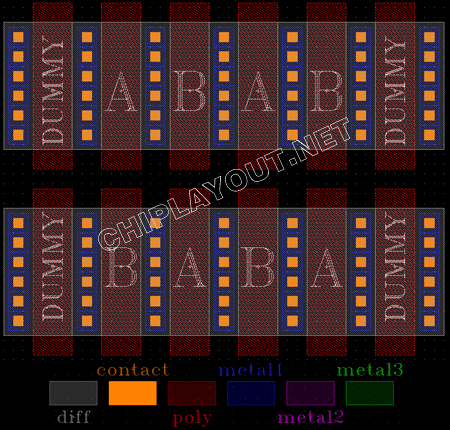 DUMMY A B A B DUMMY
CHIPLAYOUT.NET
DUMMY B A B A DUMMY
contact metal1 metal3
diff poly metal2